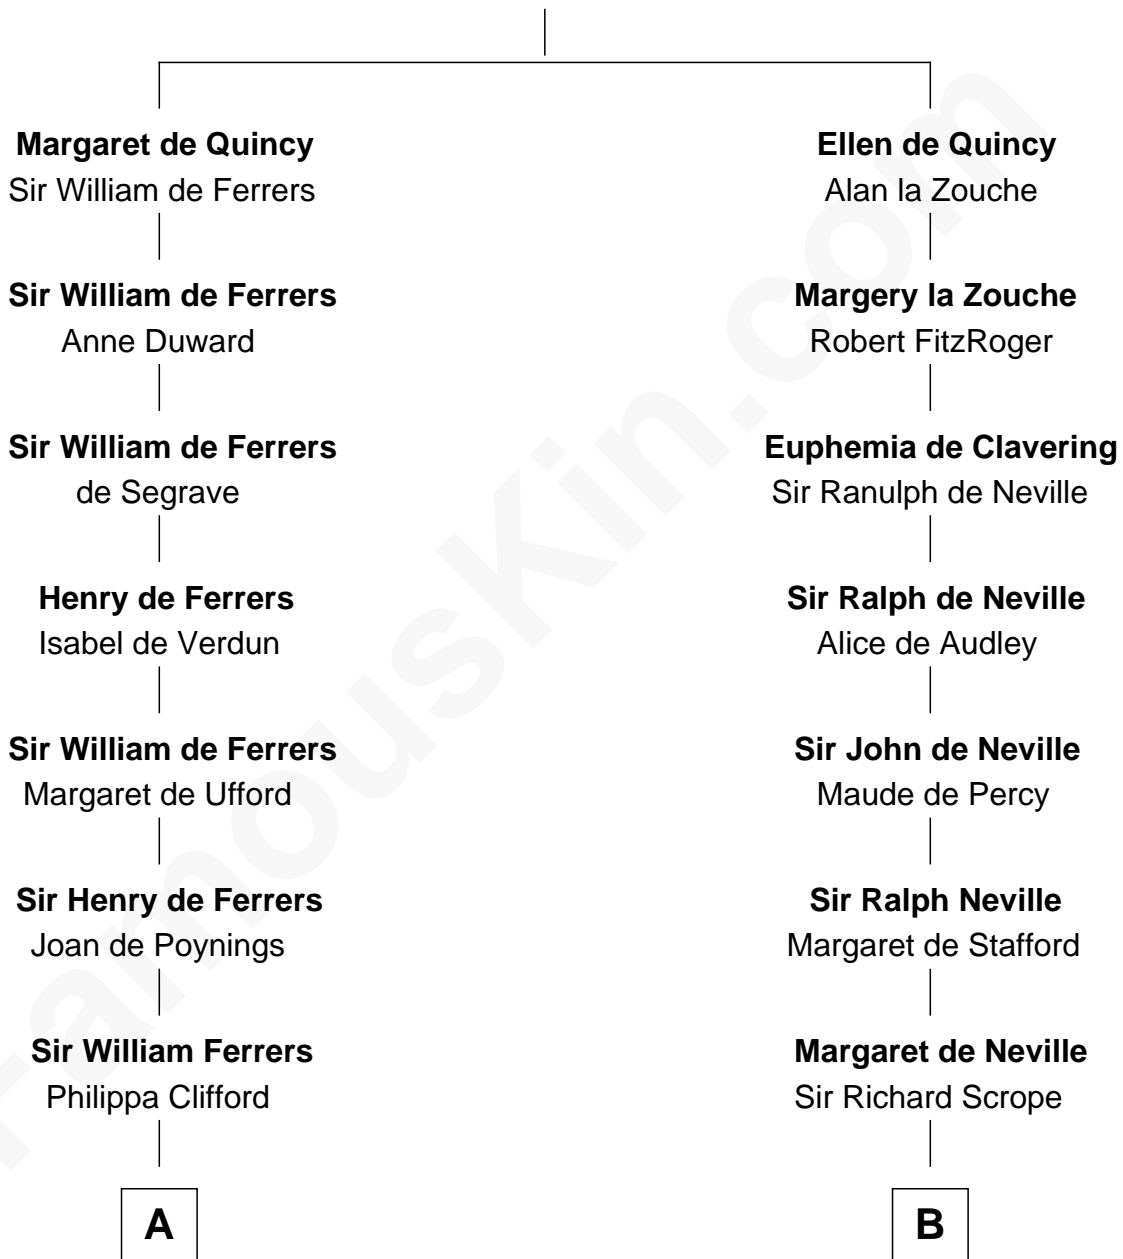 Margaret de Quincy
Sir William de Ferrers
Sir William de Ferrers
Anne Duward
Sir William de Ferrers
de Segrave
Henry de Ferrers
Isabel de Verdun
Sir William de Ferrers
Margaret de Ufford
Sir Henry de Ferrers
Joan de Poynings
Sir William Ferrers
Philippa Clifford
A
Ellen de Quincy
Alan la Zouche
Margery la Zouche
Robert FitzRoger
Euphemia de Clavering
Sir Ranulph de Neville
Sir Ralph de Neville
Alice de Audley
Sir John de Neville
Maude de Percy
Sir Ralph Neville
Margaret de Stafford
Margaret de Neville
Sir Richard Scrope
B
FamousKin.com